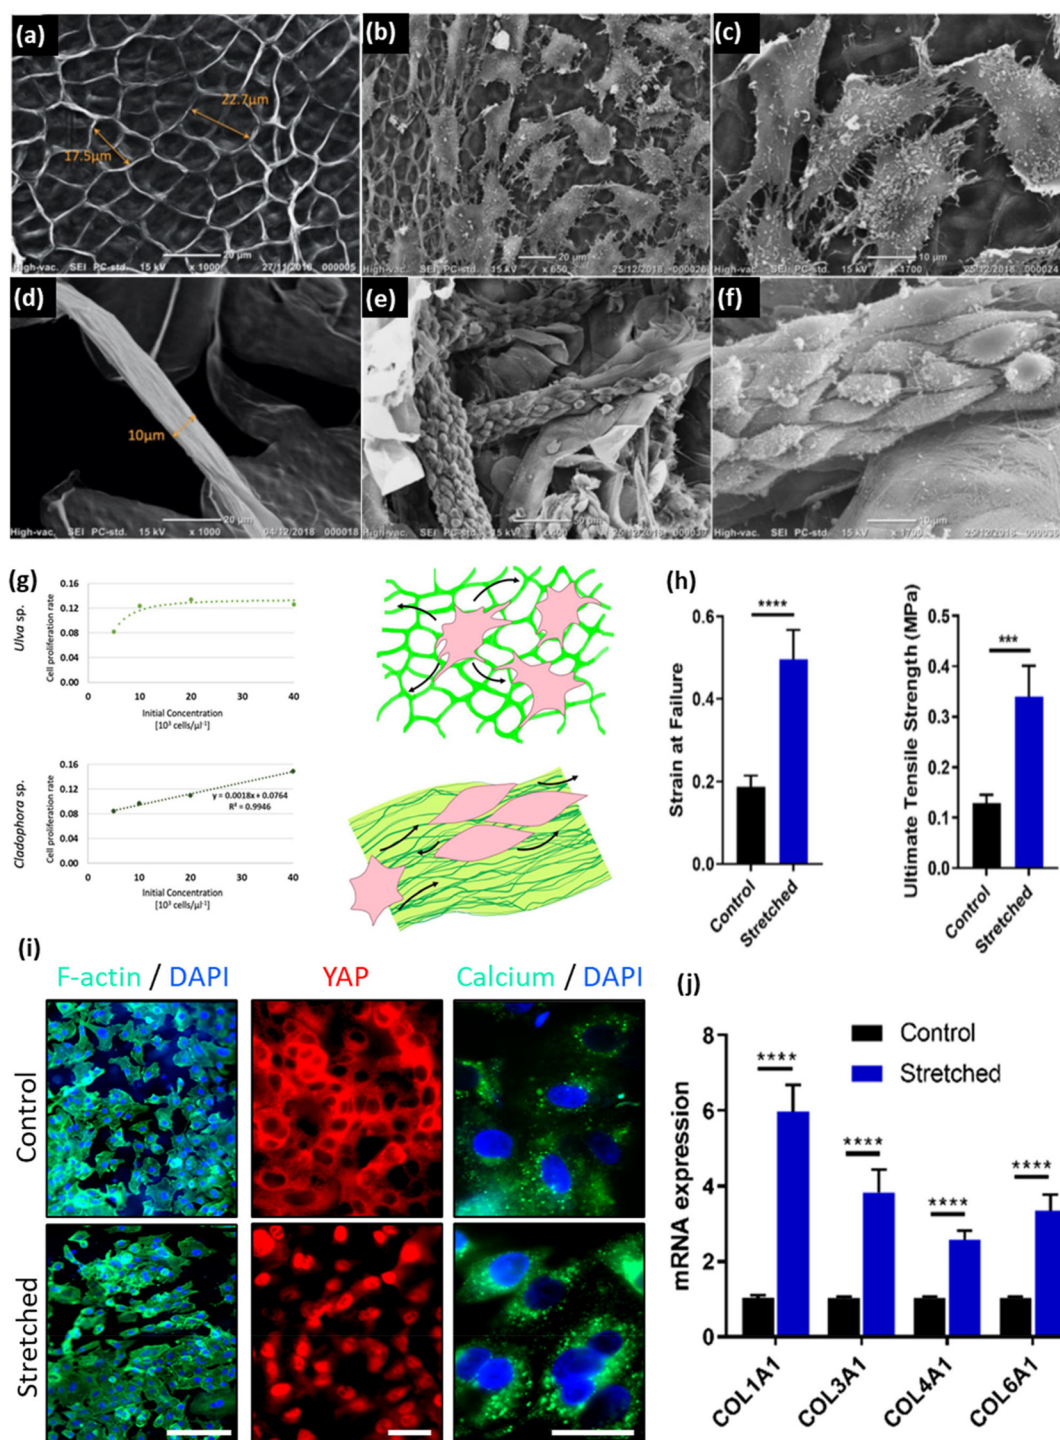 (a)
22.7μm
17.5μm
20 μm
High-vac. SEI PC-std. 15 kV x 1000 27/11/2018 000005
(b)
20 μm
High-vac. SEI PC-std. 15 kV x 650 25/12/2018 000026
(c)
10 μm
High-vac. SEI PC-std. 15 kV x 1700 25/12/2018 000024
(d)
10μm
20 μm
High-vac. SEI PC-std. 15 kV x 1000 04/12/2018 000018
(e)
50 μm
High-vac. SEI PC-std. 15 kV
(f)
10 μm
High-vac. SEI PC-std. 15 kV x 1700
(g)
Ulva sp.
Cell proliferation rate
0.16
0.12
0.08
0.04
0.00
0 10 20 30 40
Initial Concentration
[10³ cells/μl⁻¹]
Cladophora sp.
Cell proliferation rate
0.16
0.12
0.08
0.04
0.00
y = 0.0018x + 0.0764
R² = 0.9946
0 10 20 30 40
Initial Concentration
[10³ cells/μl⁻¹]
(h)
Strain at Failure
0.6
0.4
0.2
0.0
****
Control
Stretched
Ultimate Tensile Strength (MPa)
0.5
0.4
0.3
0.2
0.1
0.0
***
Control
Stretched
(i)
F-actin / DAPI
YAP
Calcium / DAPI
Control
Stretched
(j)
mRNA expression
8
6
4
2
0
Control
Stretched
****
****
****
****
COL1A1
COL3A1
COL4A1
COL6A1